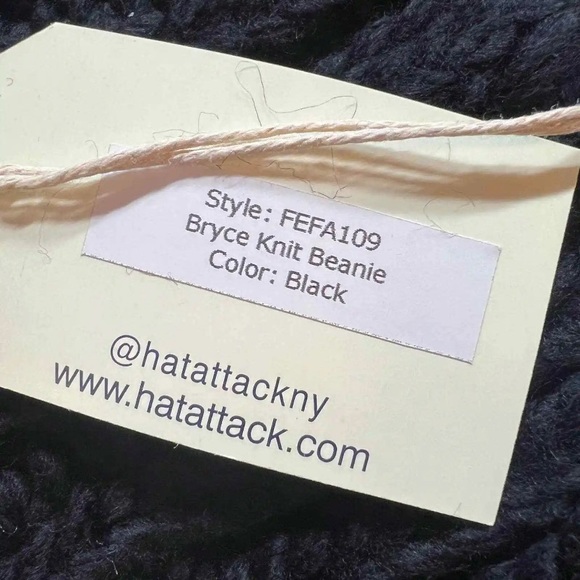 Style: FEFA109
Bryce Knit Beanie
Color: Black
@hatattackny
www.hatattack.com